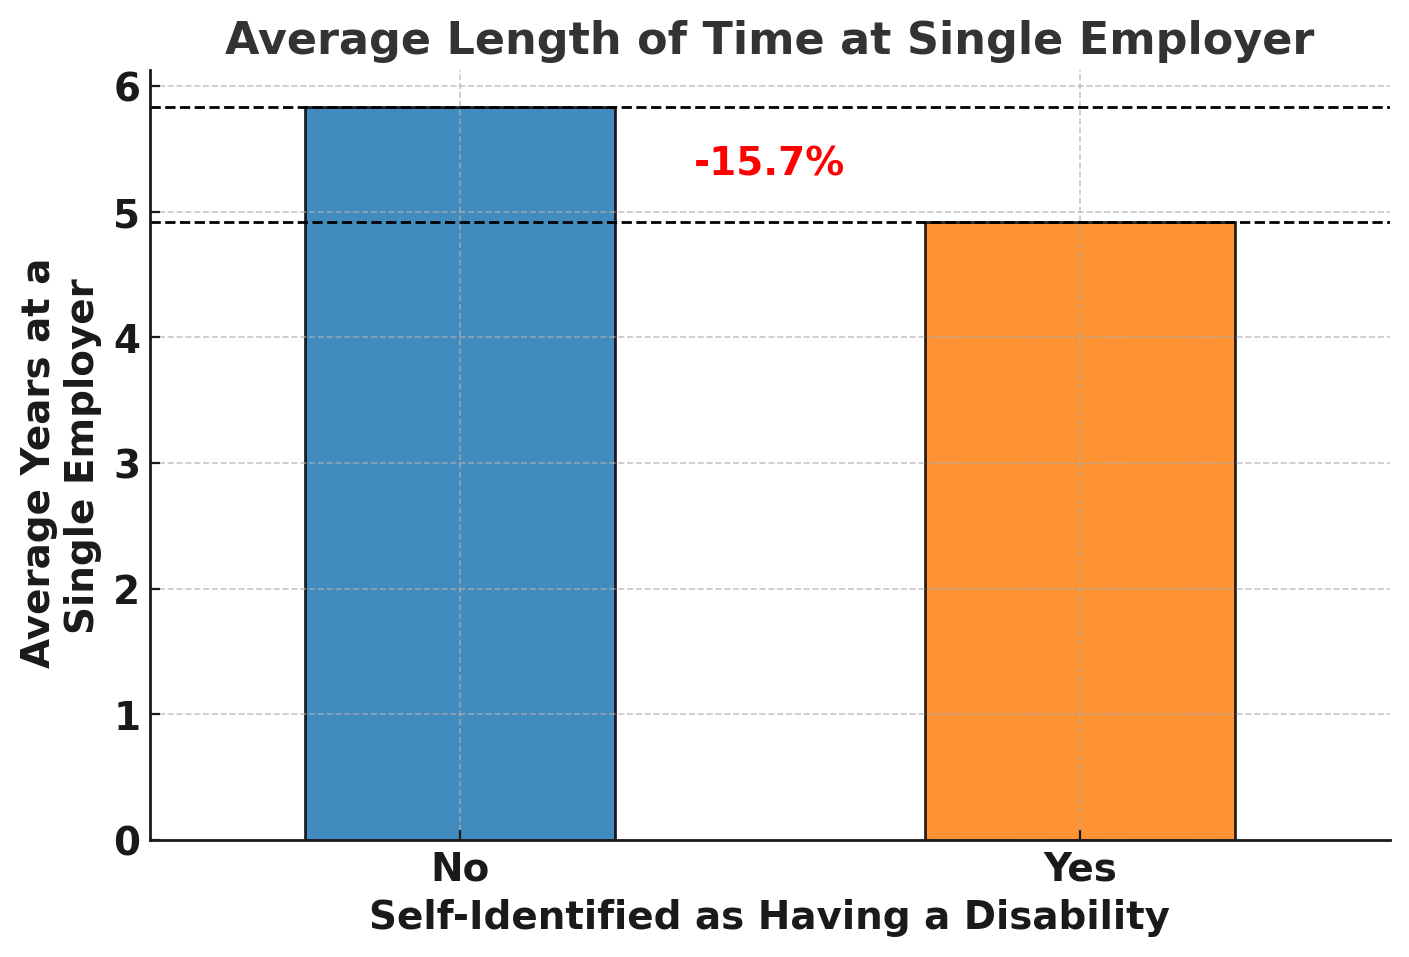 Average Length of Time at Single Employer
6
5
4
3
2
1
0
Average Years at a
Single Employer
-15.7%
No
Yes
Self-Identified as Having a Disability